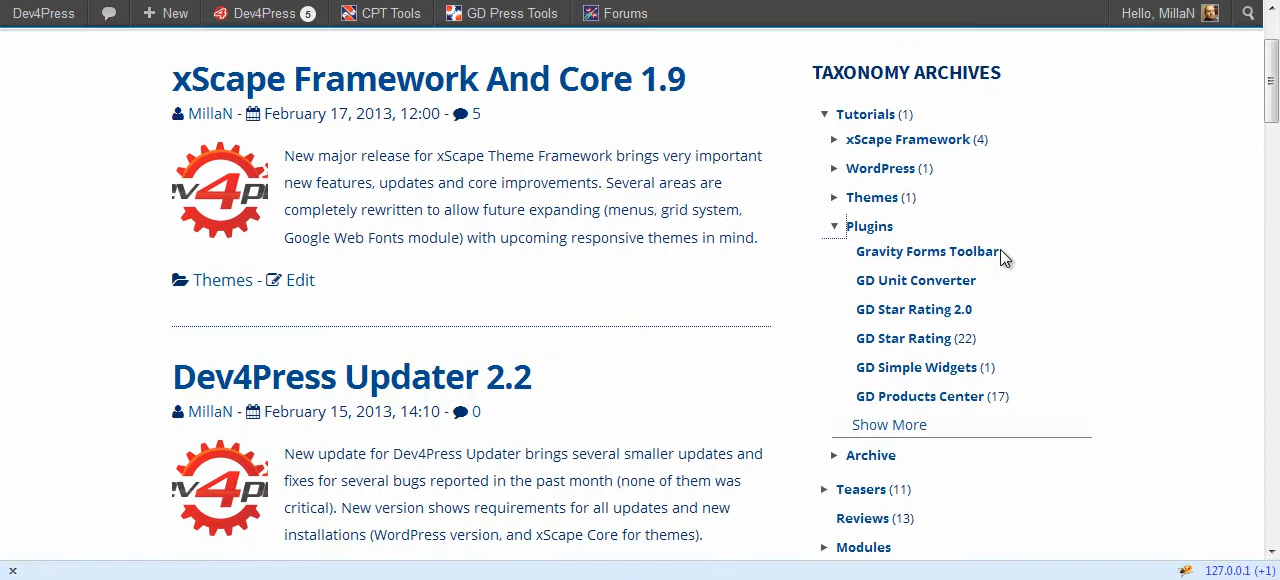 Dev4Press New Dev4Press 5 CPT Tools GD Press Tools Forums Hello, MillaN
xScape Framework And Core 1.9
MillaN - February 17, 2013, 12:00 - 5
New major release for xScape Theme Framework brings very important
new features, updates and core improvements. Several areas are
completely rewritten to allow future expanding (menus, grid system,
Google Web Fonts module) with upcoming responsive themes in mind.
Themes - Edit
Dev4Press Updater 2.2
MillaN - February 15, 2013, 14:10 - 0
New update for Dev4Press Updater brings several smaller updates and
fixes for several bugs reported in the past month (none of them was
critical). New version shows requirements for all updates and new
installations (WordPress version, and xScape Core for themes).
TAXONOMY ARCHIVES
Tutorials (1)
xScape Framework (4)
WordPress (1)
Themes (1)
Plugins
Gravity Forms Toolbar
GD Unit Converter
GD Star Rating 2.0
GD Star Rating (22)
GD Simple Widgets (1)
GD Products Center (17)
Show More
Archive
Teasers (11)
Reviews (13)
Modules
127.0.0.1 (+1)